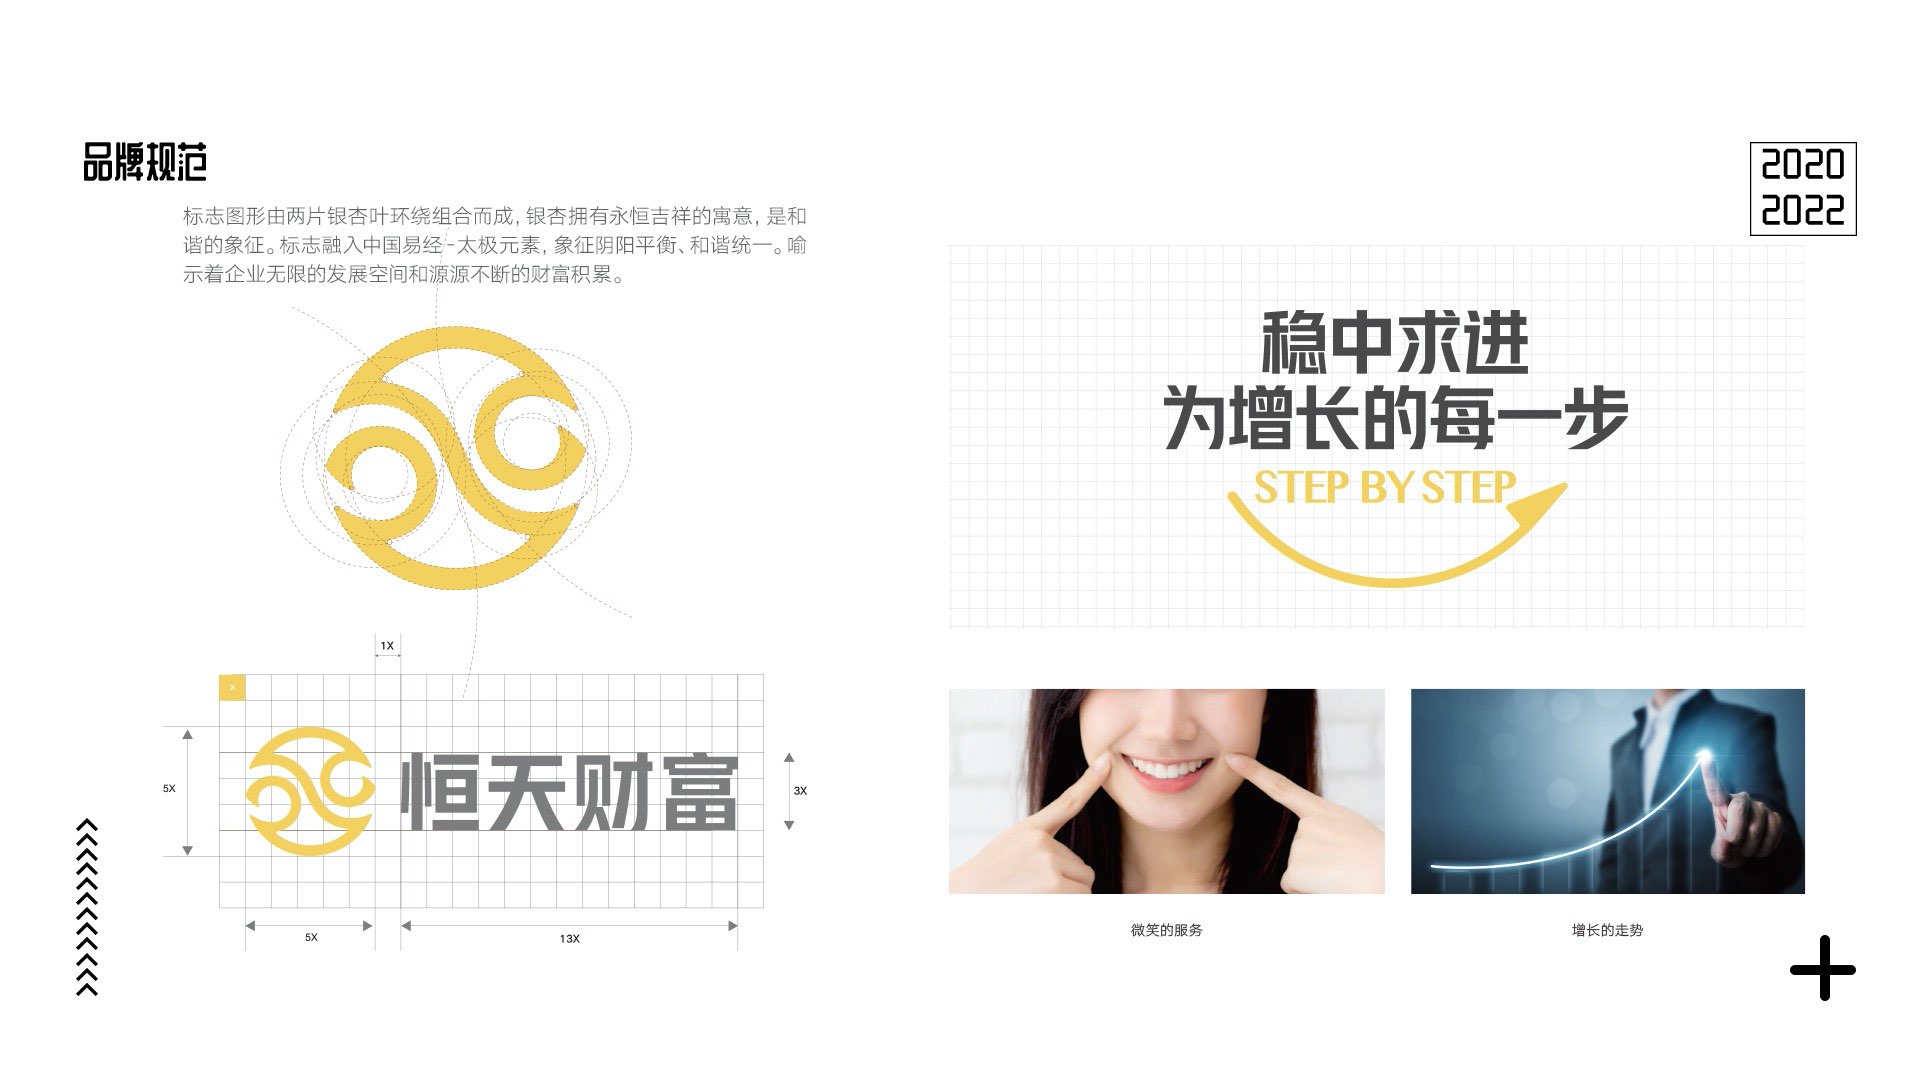 品牌规范
2020
2022
标志图形由两片银杏叶环绕组合而成，银杏拥有永恒吉祥的寓意，是和
谐的象征。标志融入中国易经-太极元素，象征阴阳平衡、和谐统一。喻
示着企业无限的发展空间和源源不断的财富积累。
1X
X
5X
恒天财富
3X
5X
13X
稳中求进
为增长的每一步
STEP BY STEP
微笑的服务
增长的走势